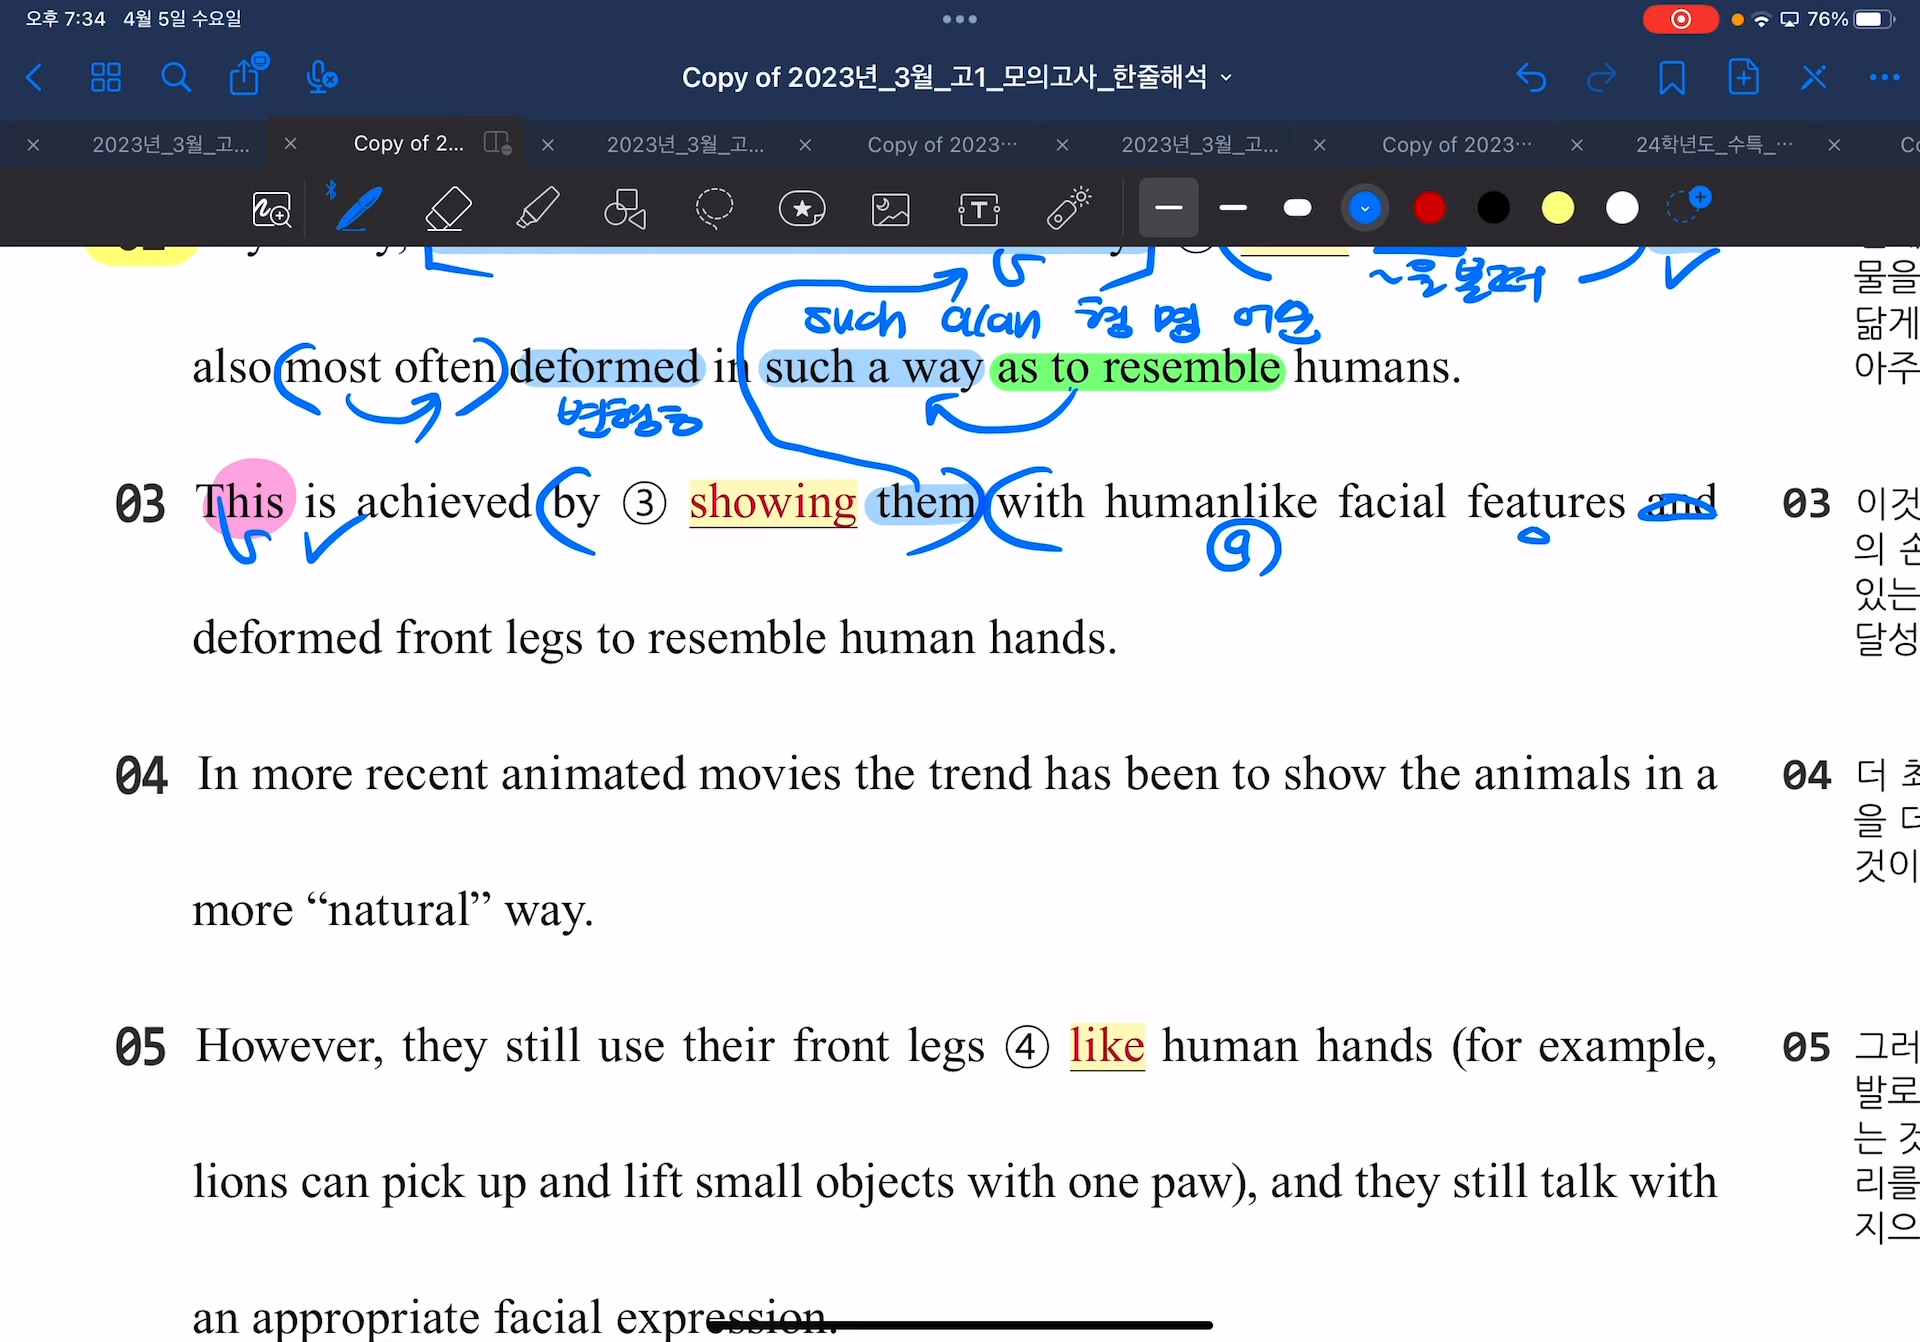 오후 7:34 4월 5일 수요일
76%
Copy of 2023년_3월_고1_모의고사_한줄해석
2023년_3월_고...
Copy of 2...
2023년_3월_고...
Copy of 2023...
2023년_3월_고...
Copy of 2023...
24학년도_수특_...
~을 불러
물을
such a/an 형 명 어순
닮게
also most often deformed in such a way as to resemble humans.
아주
변형등
03 This is achieved by ③ showing them with humanlike facial features and
03 이것
ⓐ
의 손
있는
deformed front legs to resemble human hands.
달성
04 In more recent animated movies the trend has been to show the animals in a
04 더 최
을 더
것이
more “natural” way.
05 However, they still use their front legs ④ like human hands (for example,
05 그러
발로
는 것
lions can pick up and lift small objects with one paw), and they still talk with
리를
지으
an appropriate facial expression.